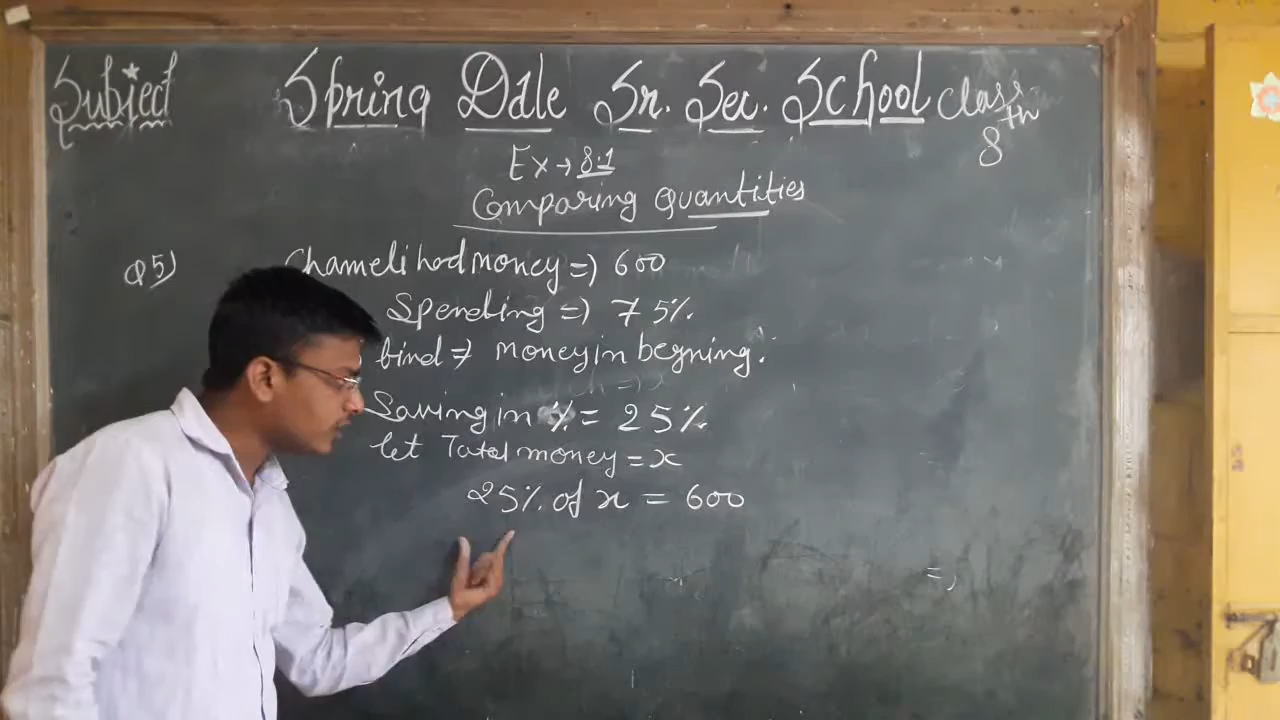 Subject Spring Dale Sr. Sec. School Class 8th
Ex → 8.1
Comparing Quantities
Q5) Chameli had money => 600
Spending => 75%.
bind => money in begning.
Saving in % = 25%.
let Total money = x
25% of x = 600
=,